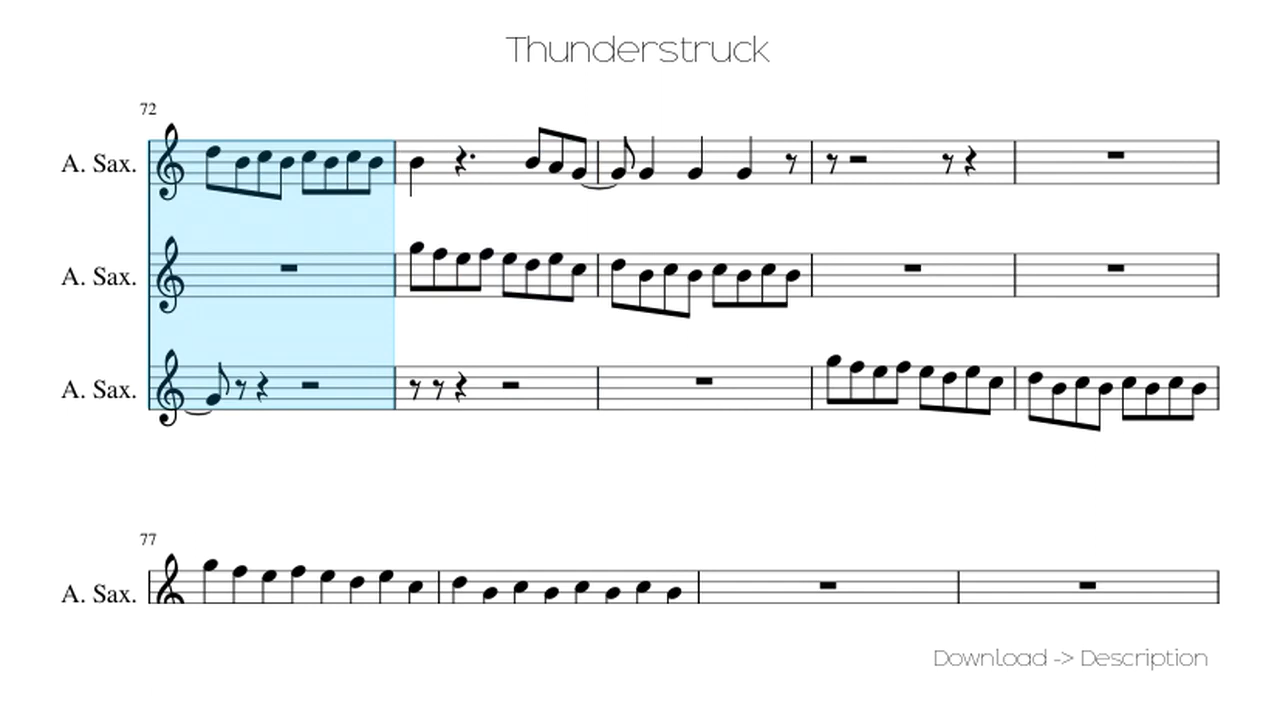 Thunderstruck
72
A. Sax.
A. Sax.
A. Sax.
77
A. Sax.
Download -> Description